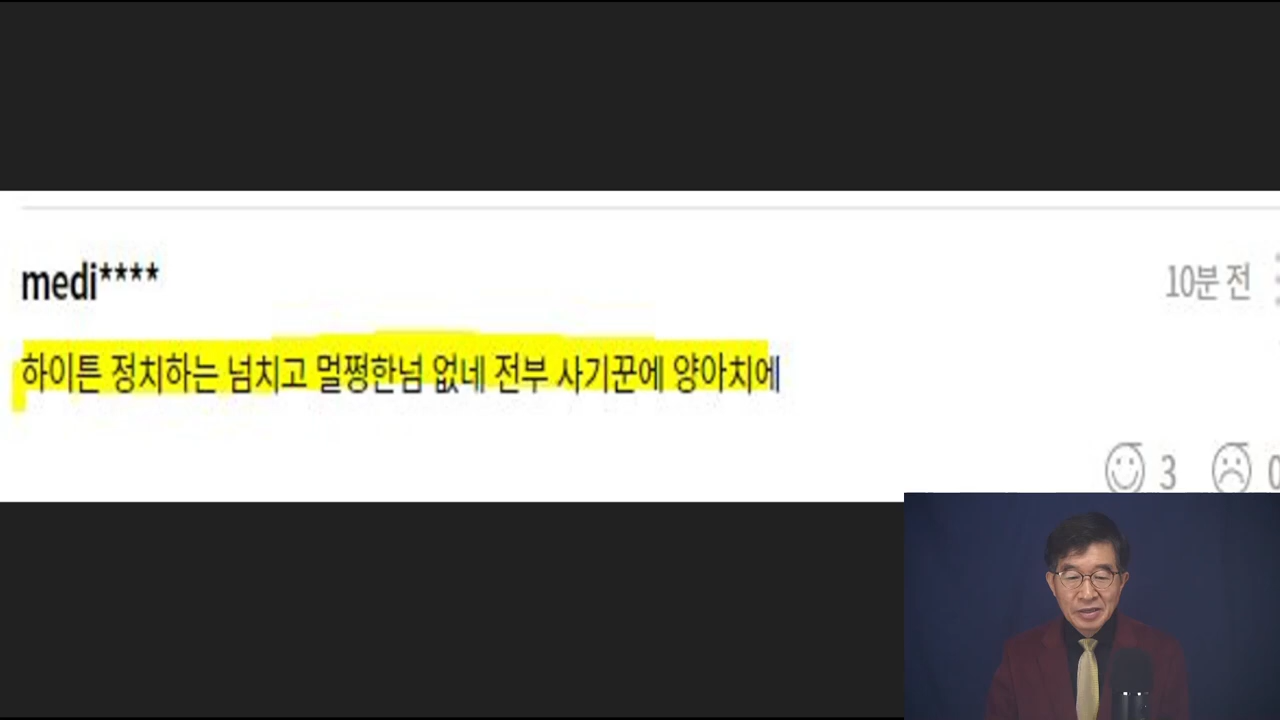 medi****
10분 전
하이튼 정치하는 넘치고 멀쩡한넘 없네 전부 사기꾼에 양아치에
3
0